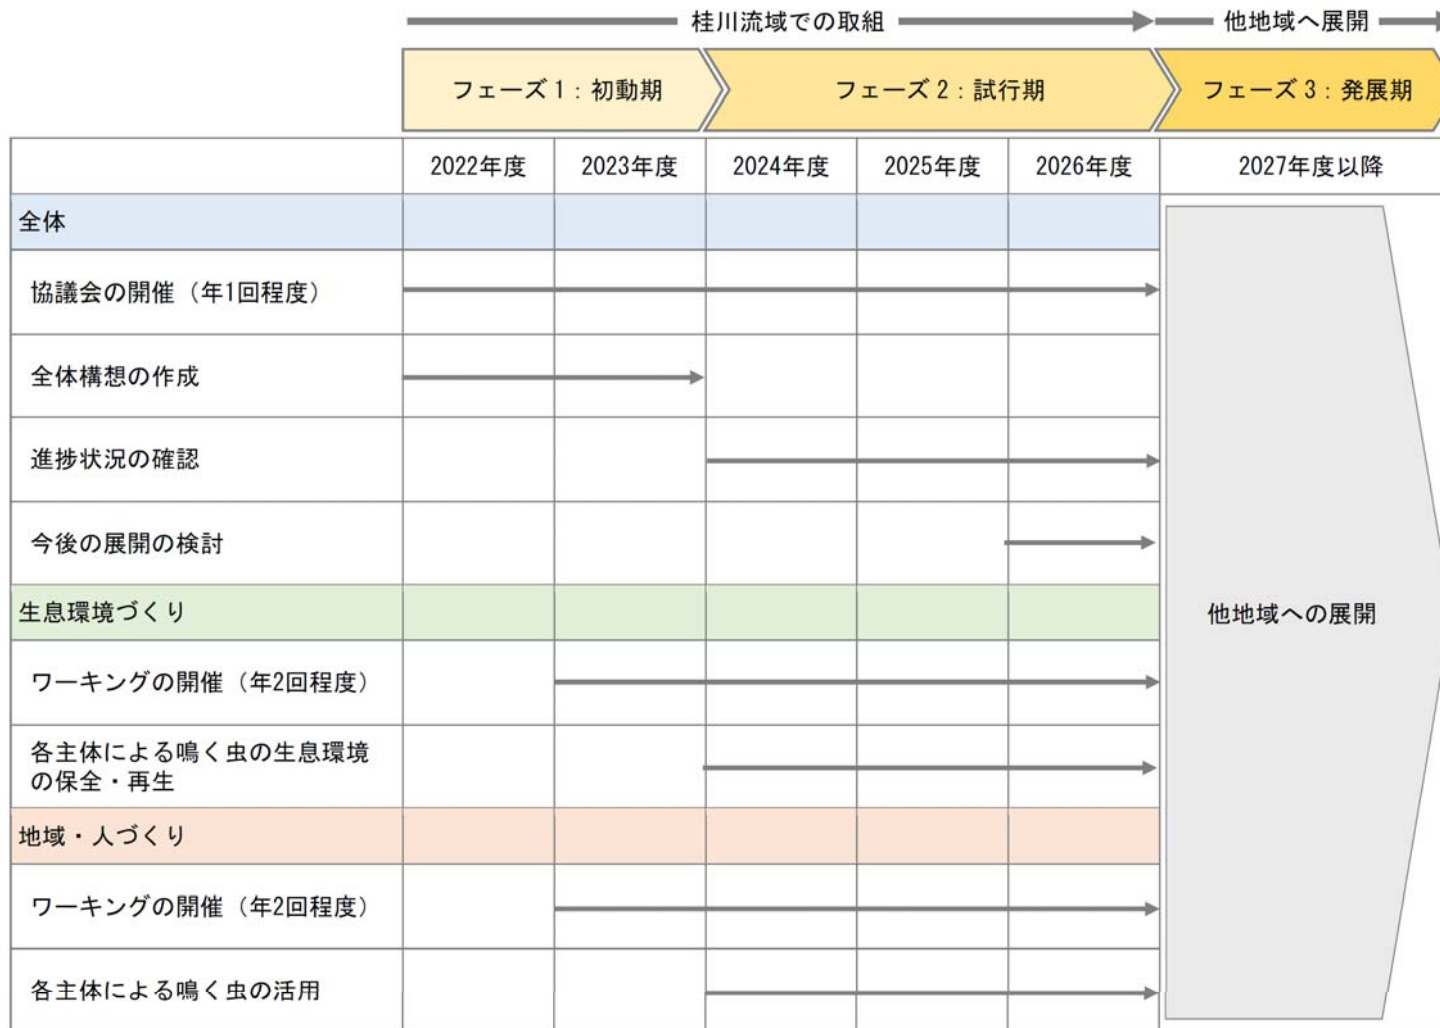 桂川流域での取組
他地域へ展開
フェーズ1：初動期
フェーズ2：試行期
フェーズ3：発展期
2022年度
2023年度
2024年度
2025年度
2026年度
2027年度以降
全体
協議会の開催（年1回程度）
全体構想の作成
進捗状況の確認
今後の展開の検討
生息環境づくり
他地域への展開
ワーキングの開催（年2回程度）
各主体による鳴く虫の生息環境
の保全・再生
地域・人づくり
ワーキングの開催（年2回程度）
各主体による鳴く虫の活用